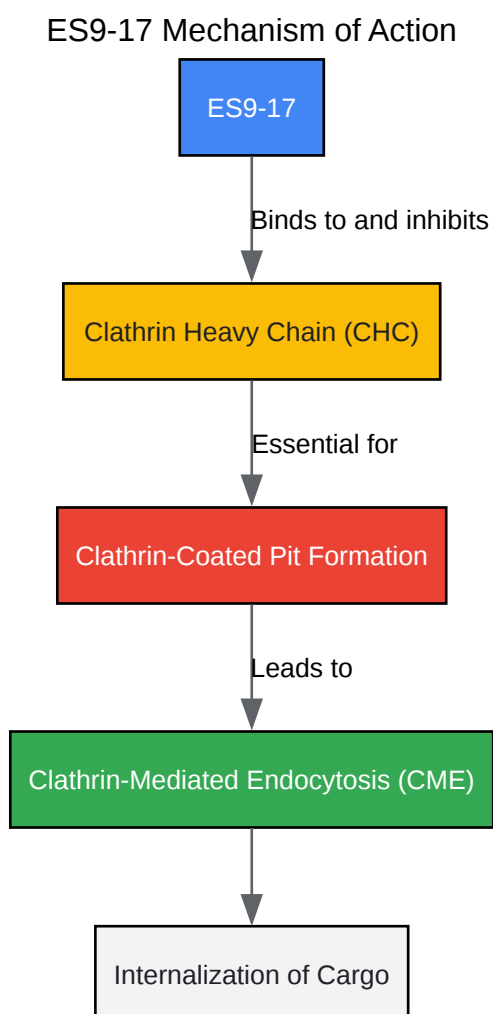 ES9-17 Mechanism of Action
ES9-17
Binds to and inhibits
Clathrin Heavy Chain (CHC)
Essential for
Clathrin-Coated Pit Formation
Leads to
Clathrin-Mediated Endocytosis (CME)
Internalization of Cargo